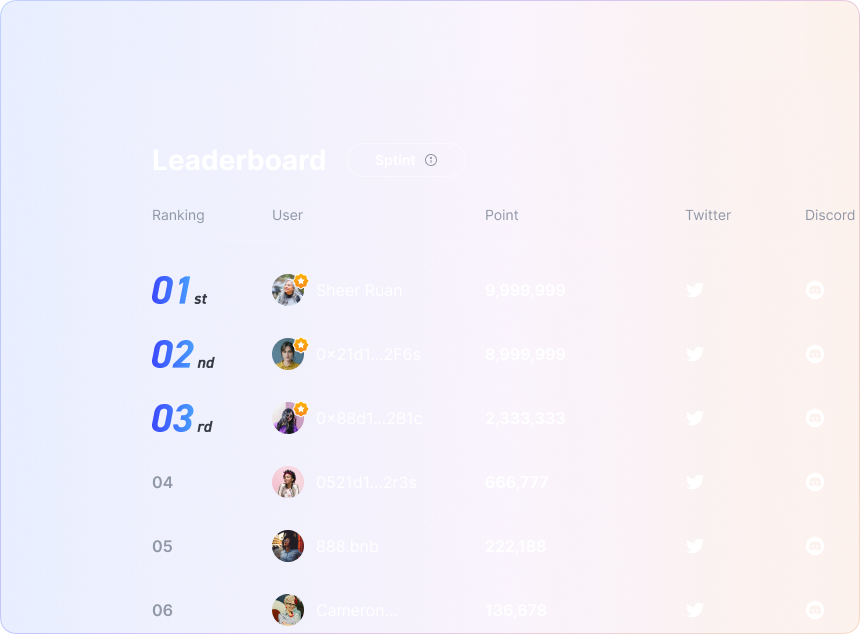 Leaderboard Sptint
Ranking User Point Twitter Discord
01 st Sheer Ruan 9,999,999
02 nd 0×21d1...2F6s 8,999,999
03 rd 0×88d1...2B1c 2,333,333
04 0521d1...2r3s 666,777
05 888.bnb 222,188
06 Cameron... 136,678